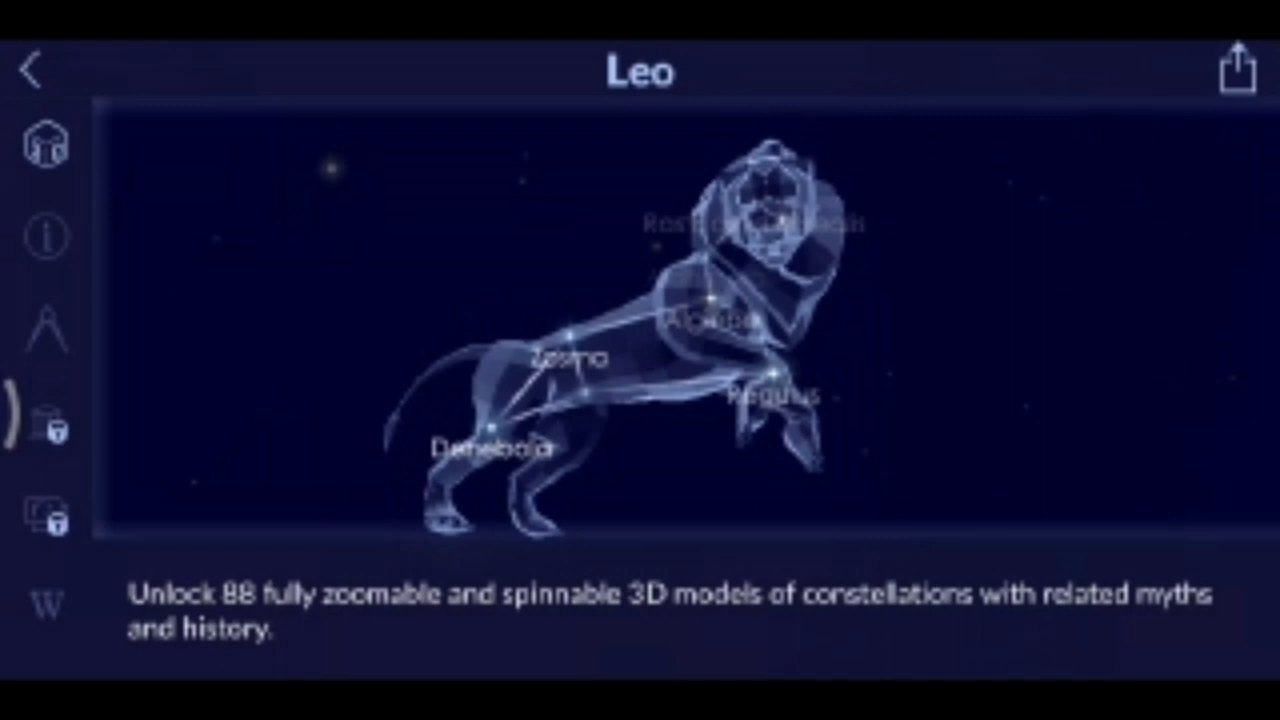 Leo
Zosma
Regulus
Denebola
W
Unlock 88 fully zoomable and spinnable 3D models of constellations with related myths
and history.